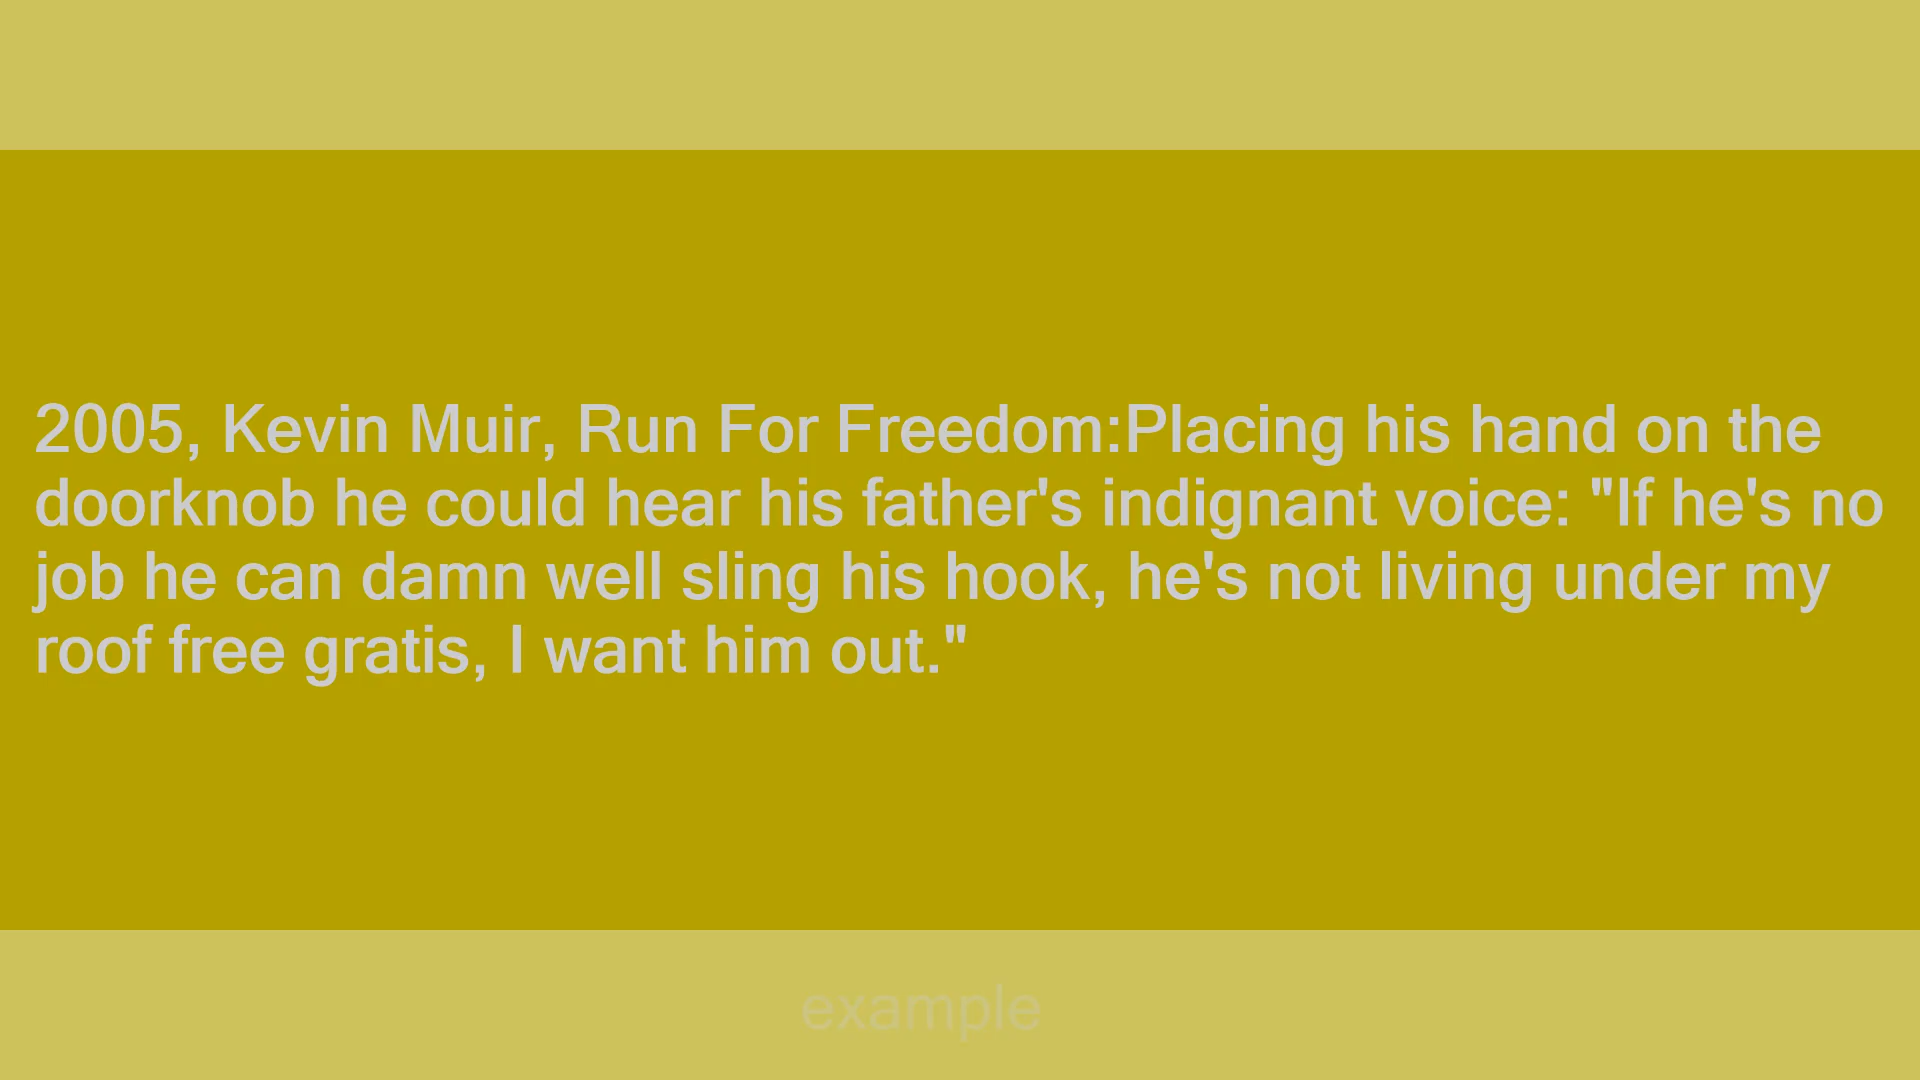 2005, Kevin Muir, Run For Freedom:Placing his hand on the
doorknob he could hear his father's indignant voice: "If he's no
job he can damn well sling his hook, he's not living under my
roof free gratis, I want him out."
example